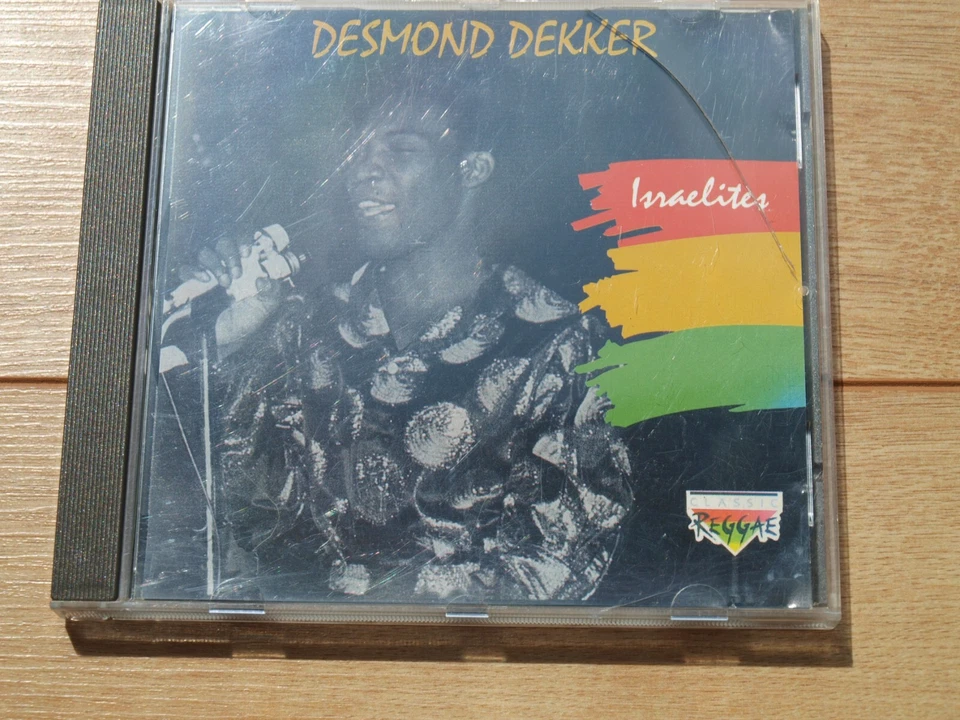 DESMOND DEKKER
Israelites
CLASSIC
REGGAE